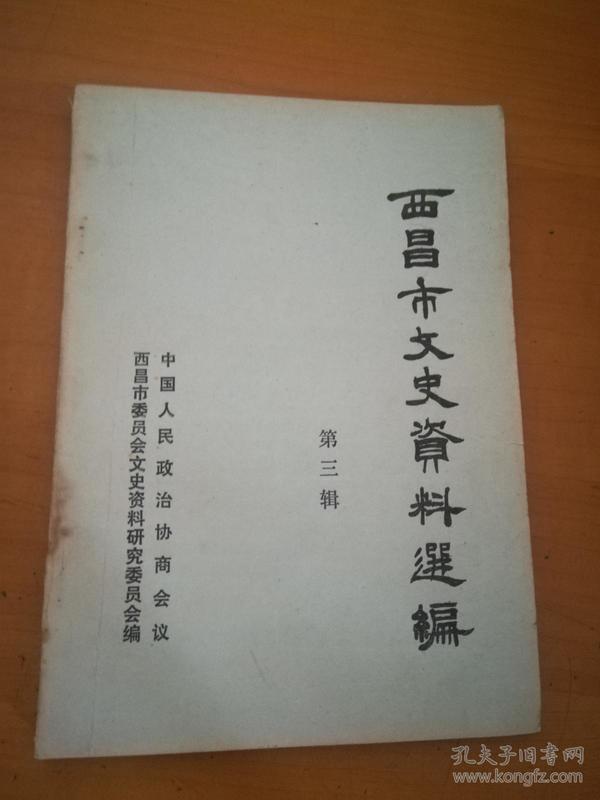 西昌市文史資料選編
第三辑
中国人民政治协商会议
西昌市委员会文史资料研究委员会编
孔夫子旧书网
www.kongfz.com